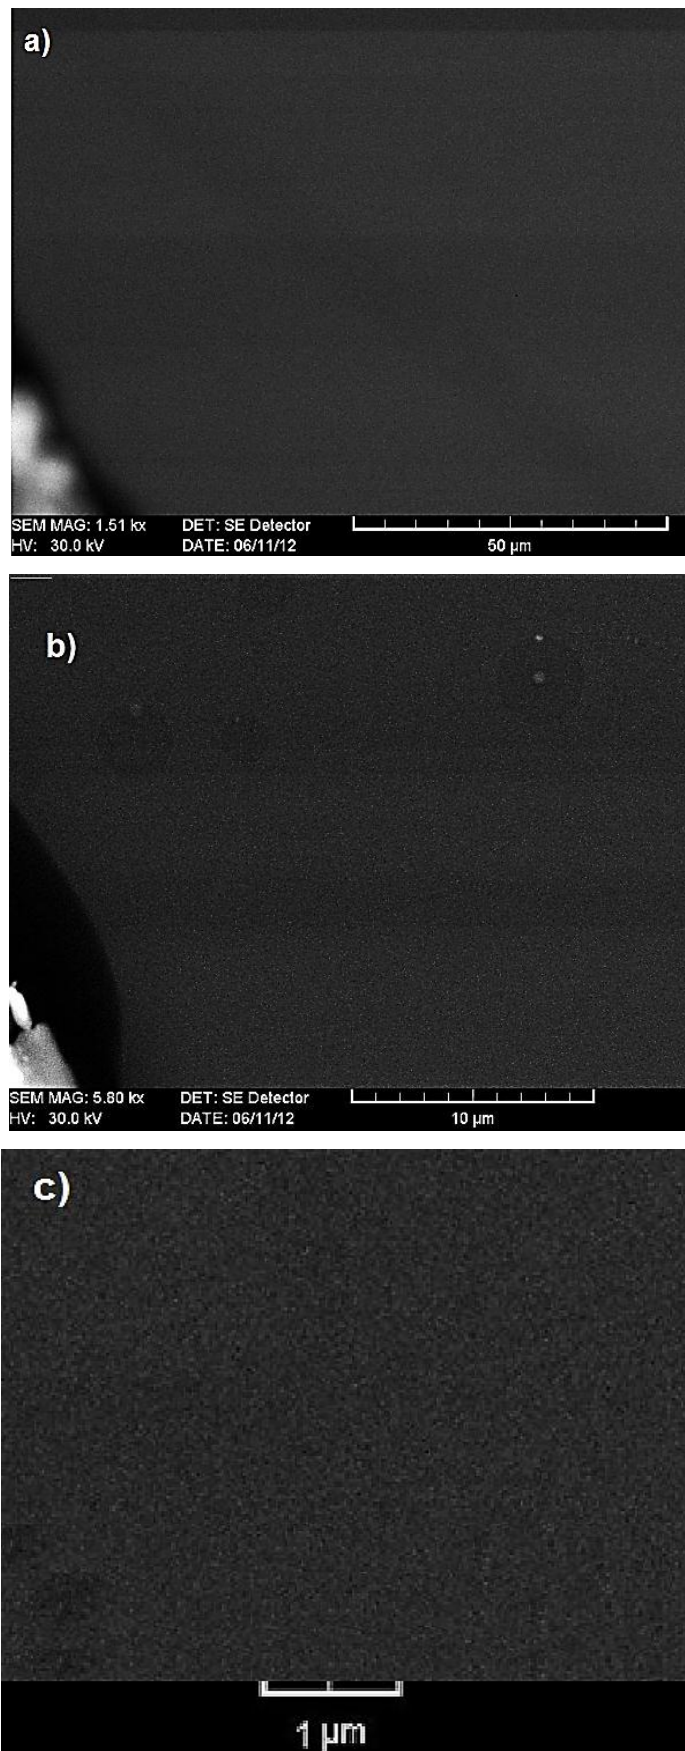 a)
SEM MAG: 1.51 kx DET: SE Detector
HV: 30.0 kV DATE: 06/11/12 50 µm
b)
SEM MAG: 5.80 kx DET: SE Detector
HV: 30.0 kV DATE: 06/11/12 10 µm
c)
1 µm